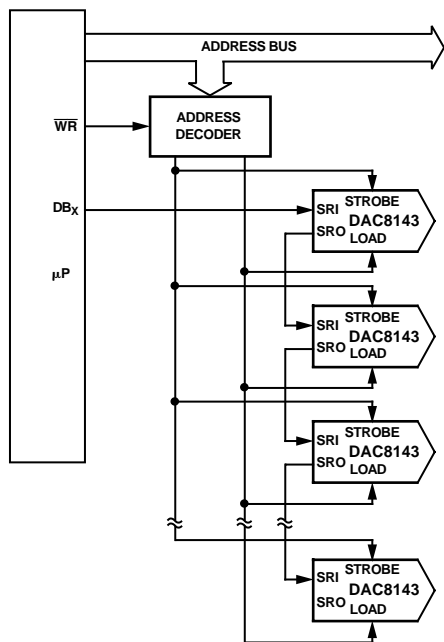 ADDRESS BUS
WR
ADDRESS
DECODER
DBX
μP
SRI
STROBE
SRO
DAC8143
LOAD
SRI
STROBE
SRO
DAC8143
LOAD
SRI
STROBE
SRO
DAC8143
LOAD
SRI
STROBE
SRO
DAC8143
LOAD